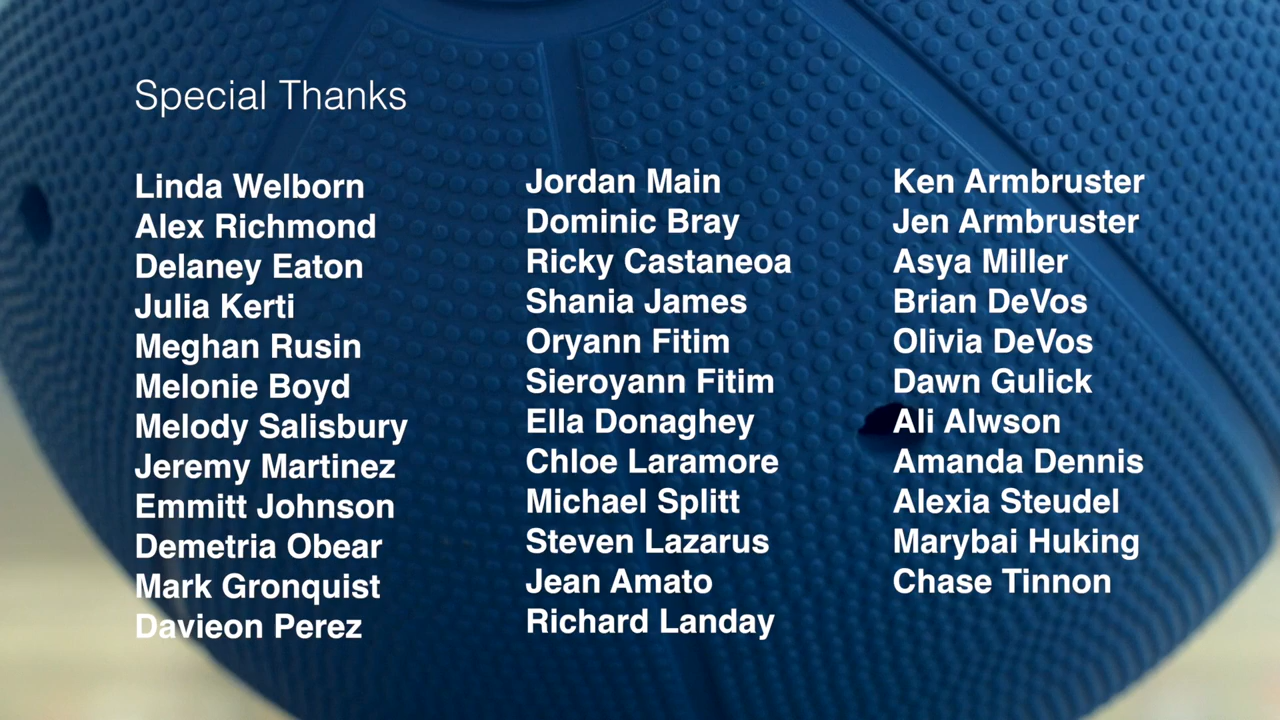 Special Thanks
Linda Welborn
Alex Richmond
Delaney Eaton
Julia Kerti
Meghan Rusin
Melonie Boyd
Melody Salisbury
Jeremy Martinez
Emmitt Johnson
Demetria Obear
Mark Gronquist
Davieon Perez
Jordan Main
Dominic Bray
Ricky Castaneoa
Shania James
Oryann Fitim
Sieroyann Fitim
Ella Donaghey
Chloe Laramore
Michael Splitt
Steven Lazarus
Jean Amato
Richard Landay
Ken Armbruster
Jen Armbruster
Asya Miller
Brian DeVos
Olivia DeVos
Dawn Gulick
Ali Alwson
Amanda Dennis
Alexia Steudel
Marybai Huking
Chase Tinnon